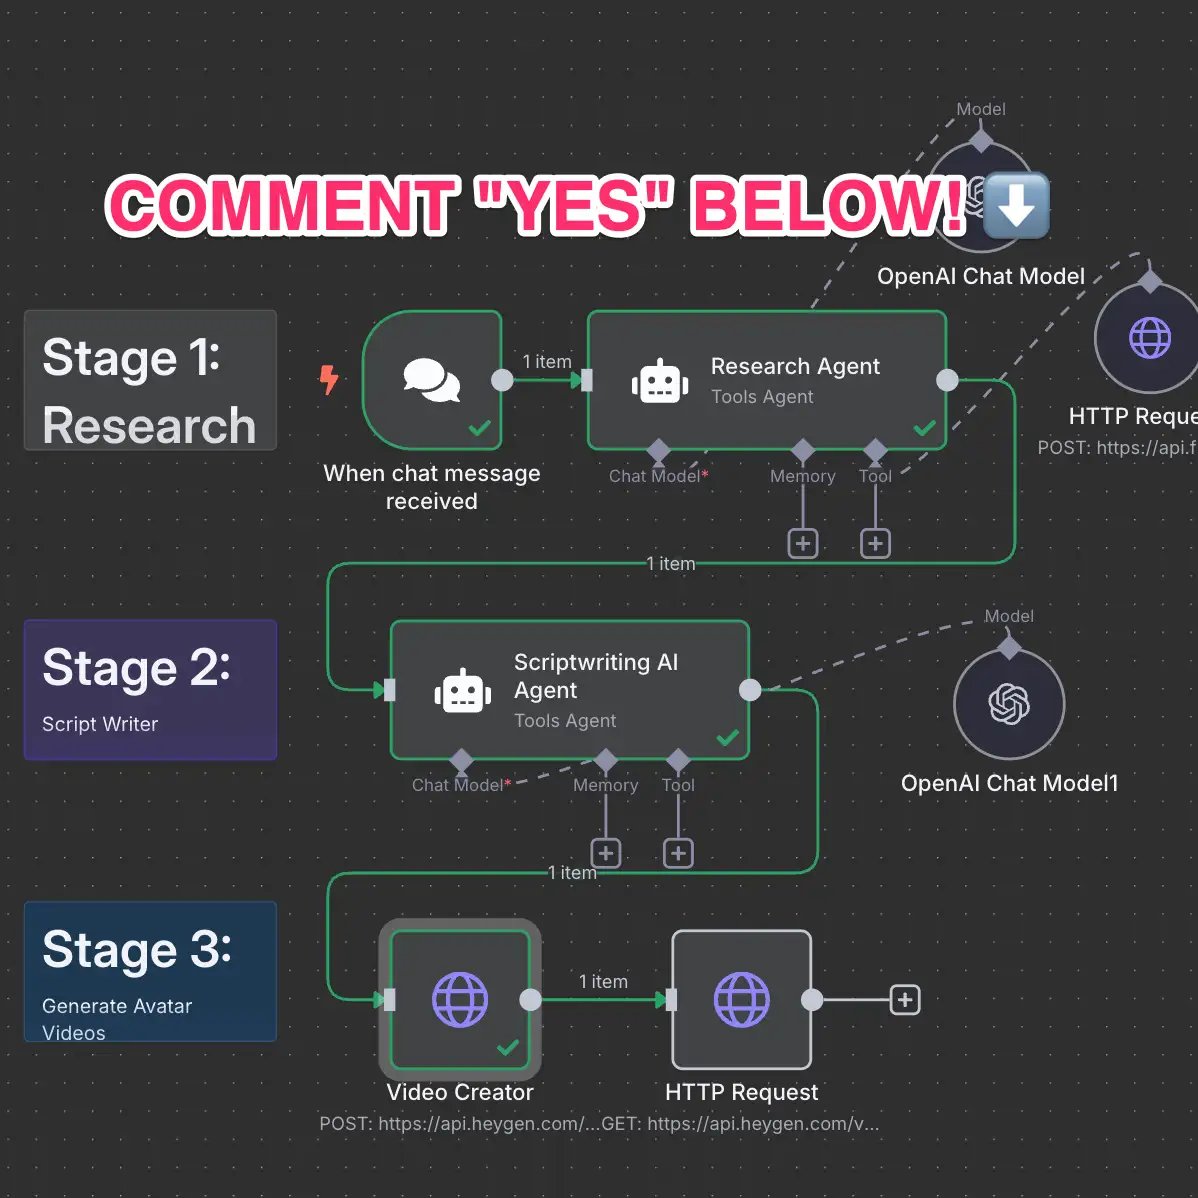 Model
COMMENT "YES" BELOW!
OpenAI Chat Model
Stage 1:
Research
1 item
Research Agent
Tools Agent
HTTP Reque
POST: https://api.f
When chat message
received
Chat Model*
Memory
Tool
1 item
Model
Stage 2:
Script Writer
Scriptwriting AI
Agent
Tools Agent
Chat Model*
Memory
Tool
OpenAI Chat Model1
1 item
Stage 3:
Generate Avatar
Videos
1 item
Video Creator
HTTP Request
POST: https://api.heygen.com/...
GET: https://api.heygen.com/v...